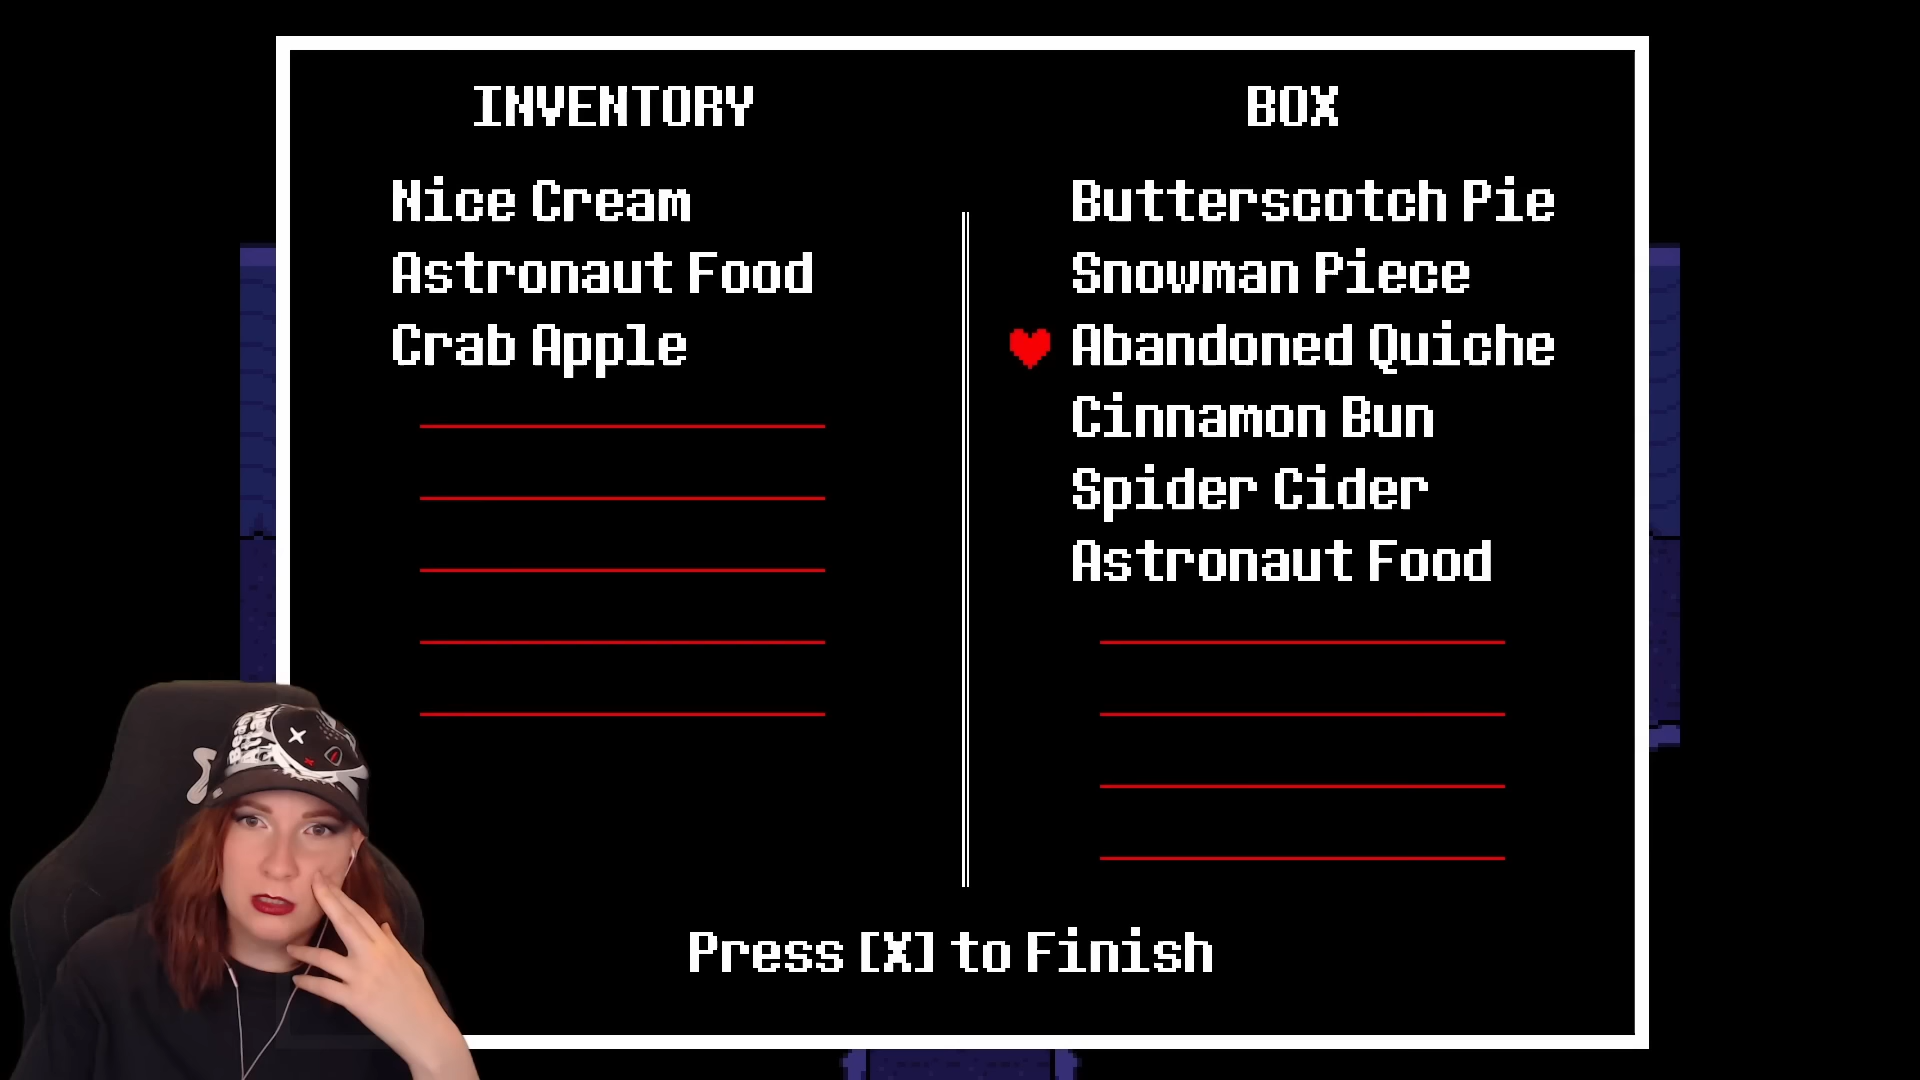 INVENTORY
Nice Cream
Astronaut Food
Crab Apple
BOX
Butterscotch Pie
Snowman Piece
Abandoned Quiche
Cinnamon Bun
Spider Cider
Astronaut Food
Press [X] to Finish